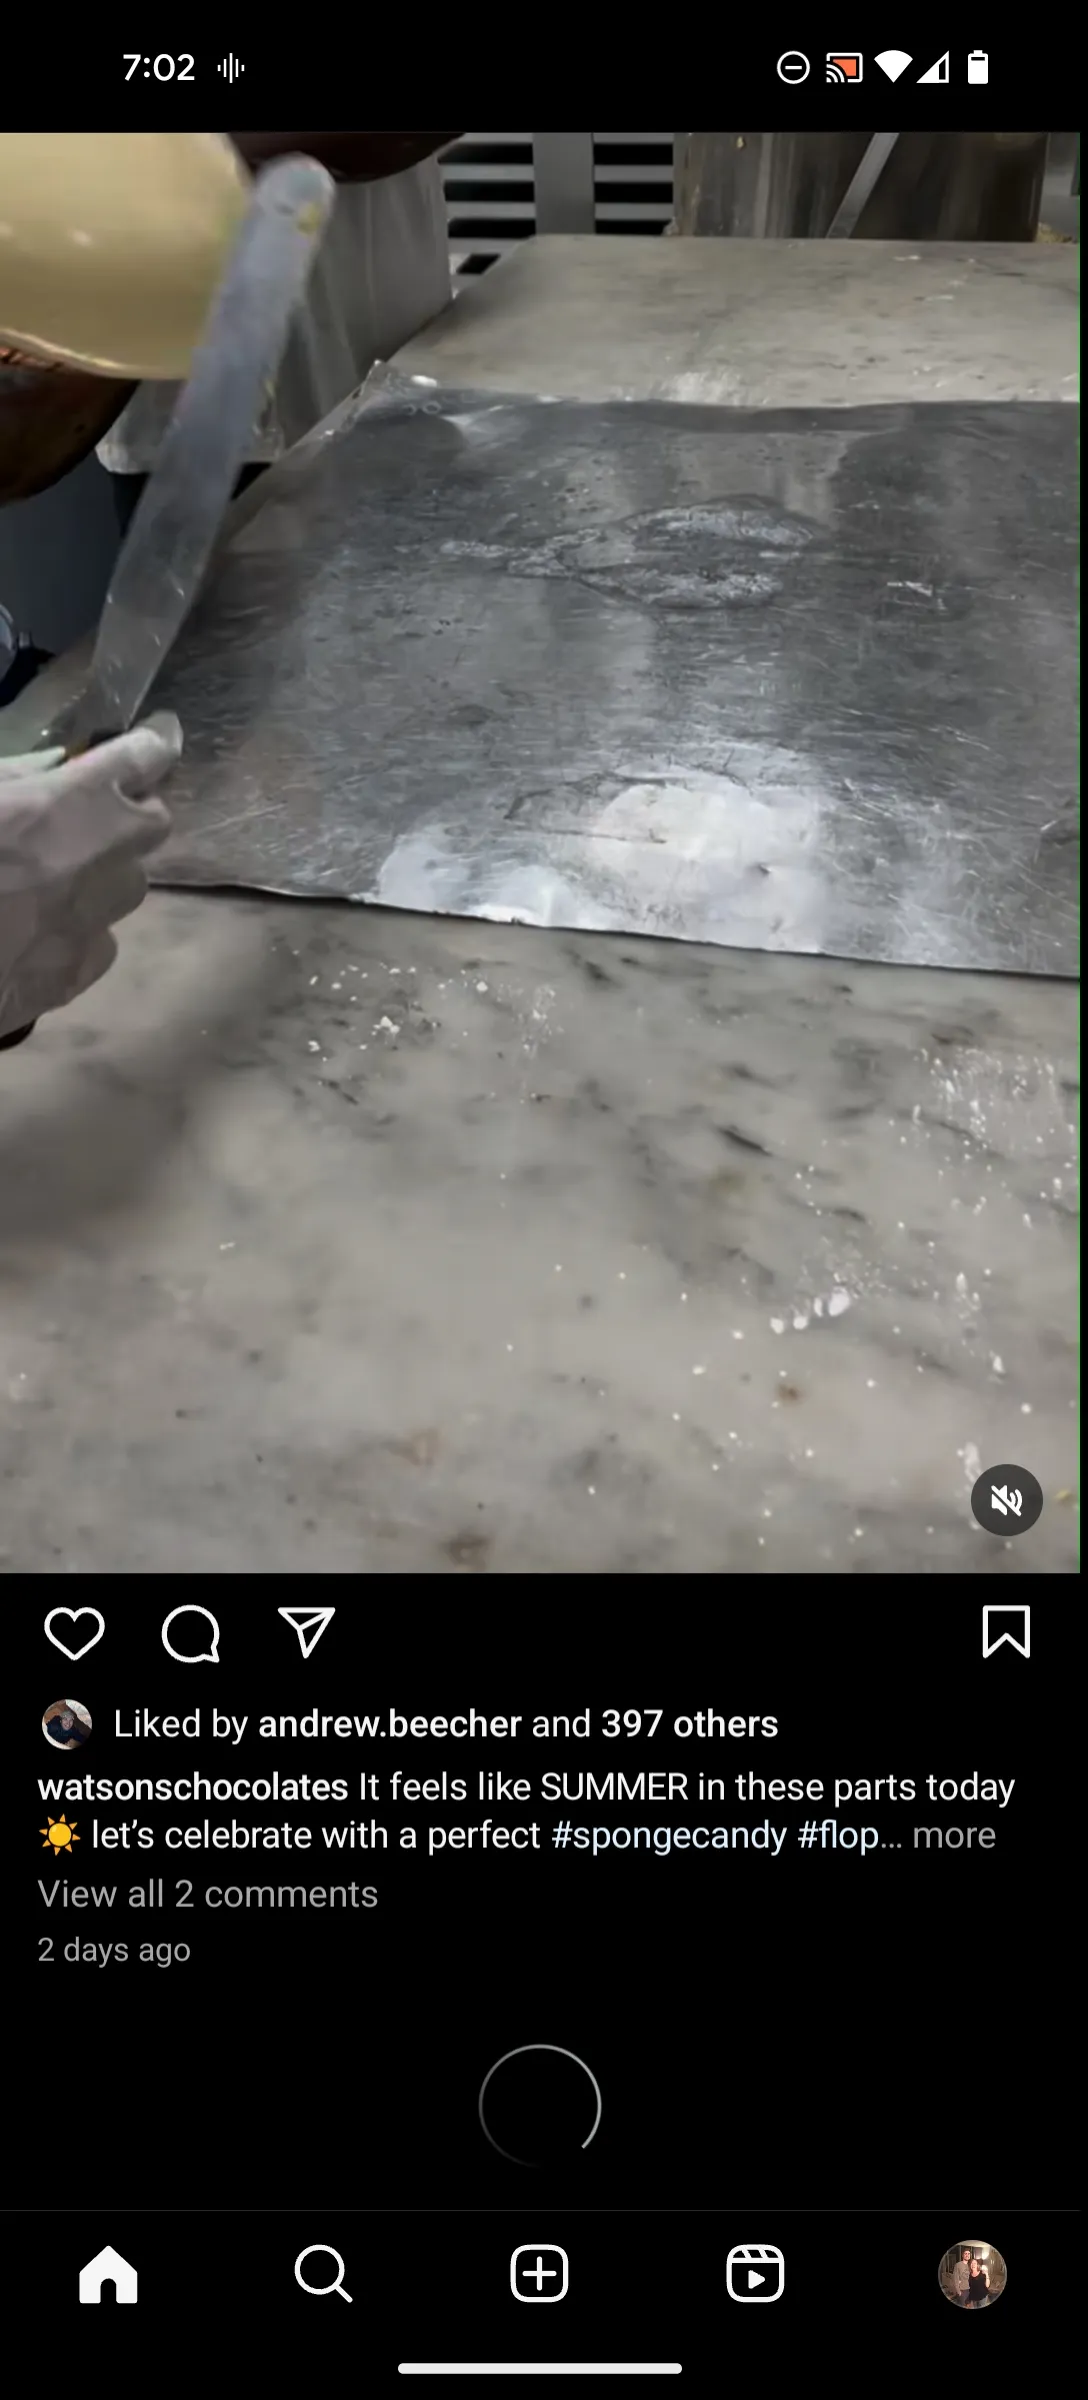 7:02
Liked by andrew.beecher and 397 others
watsonschocolates It feels like SUMMER in these parts today
☀️ let’s celebrate with a perfect #spongecandy #flop... more
View all 2 comments
2 days ago